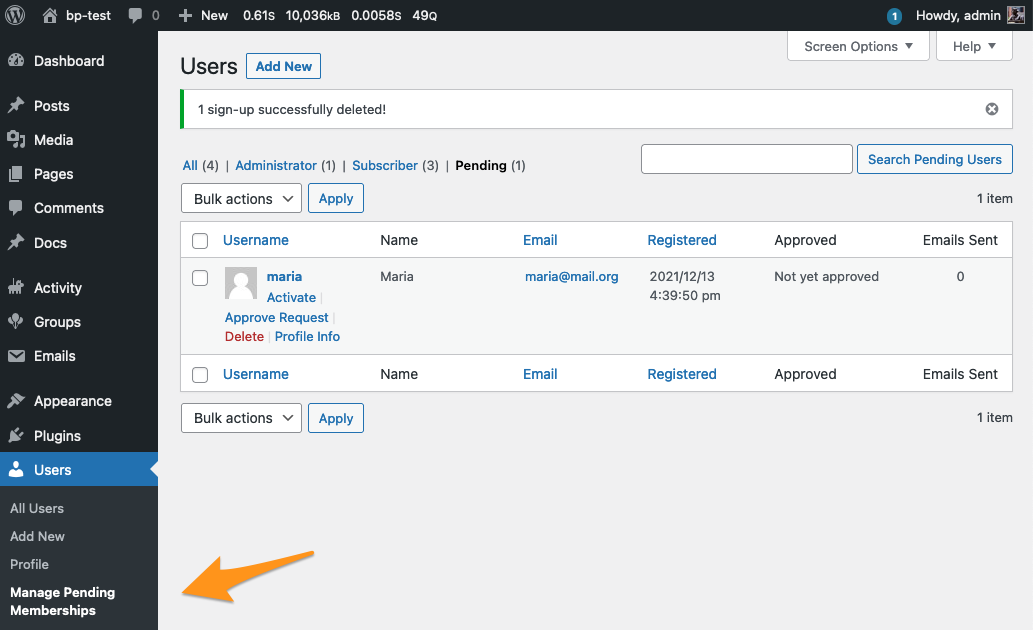 bp-test 0 New 0.61S 10,036KB 0.0058S 49Q 1 Howdy, admin
Dashboard
Posts
Media
Pages
Comments
Docs
Activity
Groups
Emails
Appearance
Plugins
Users
All Users
Add New
Profile
Manage Pending
Memberships
Screen Options Help
Users Add New
1 sign-up successfully deleted!
All (4) | Administrator (1) | Subscriber (3) | Pending (1) Search Pending Users
Bulk actions Apply 1 item
Username Name Email Registered Approved Emails Sent
maria Maria maria@mail.org 2021/12/13 Not yet approved 0
4:39:50 pm
Activate |
Approve Request |
Delete | Profile Info
Username Name Email Registered Approved Emails Sent
Bulk actions Apply 1 item